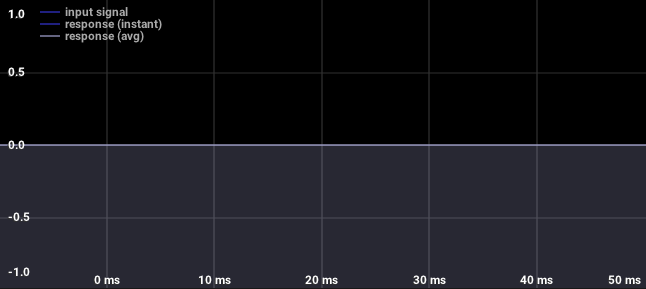 1.0
input signal
response (instant)
response (avg)
0.5
0.0
-0.5
-1.0
0 ms 10 ms 20 ms 30 ms 40 ms 50 ms